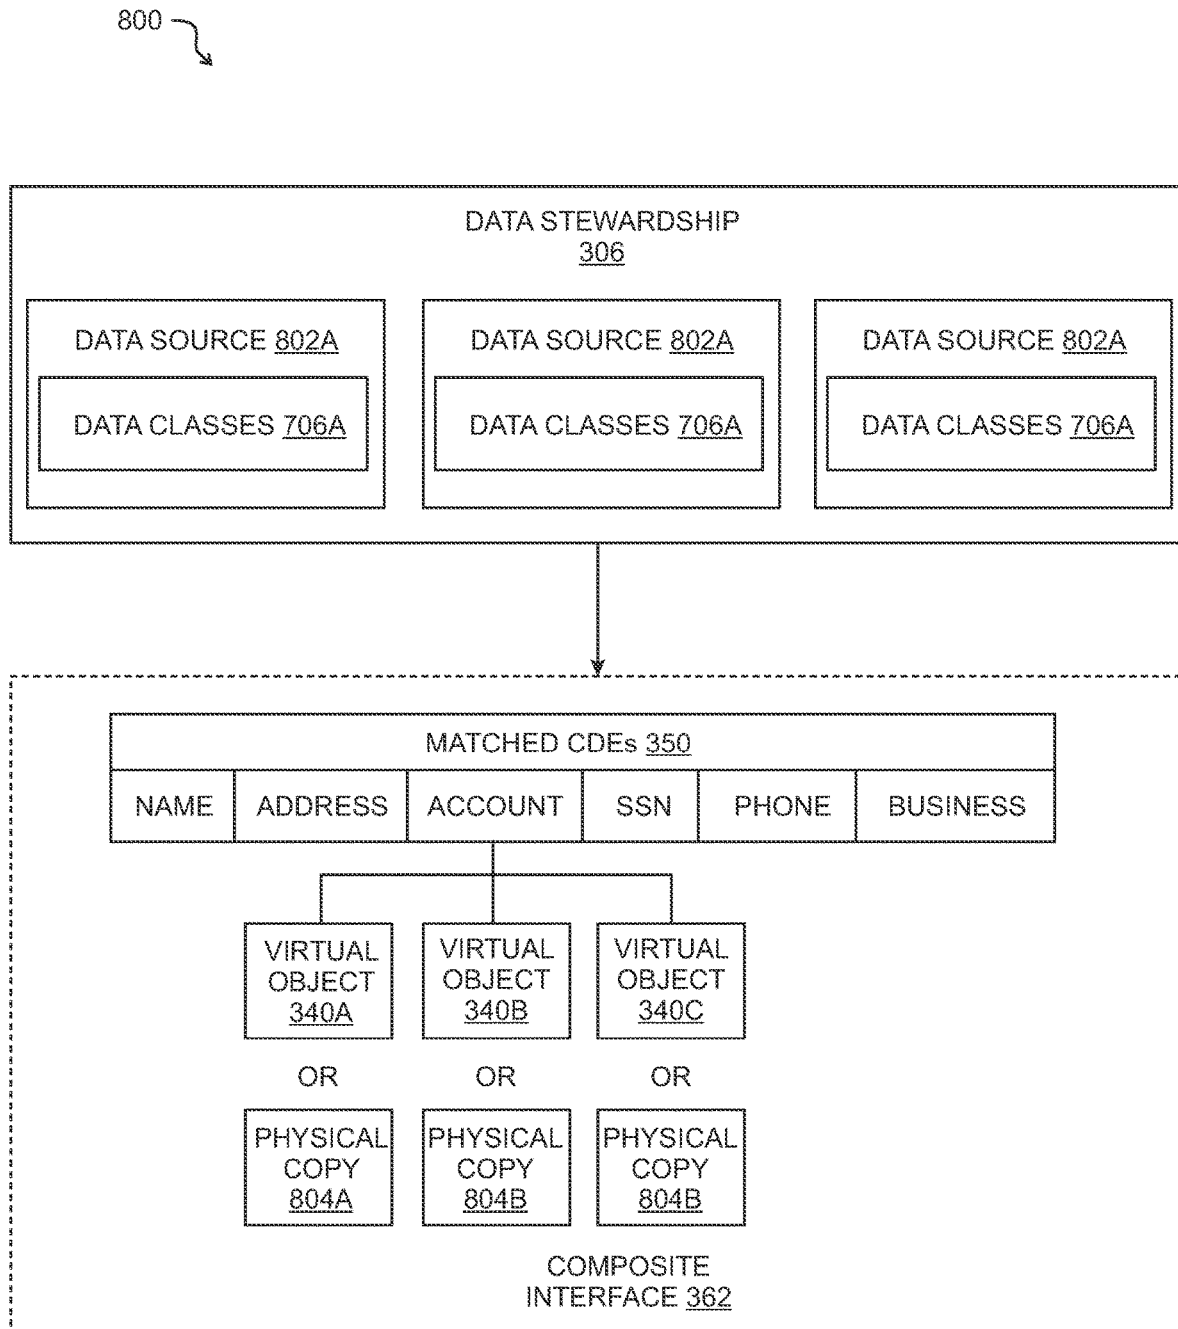 800
DATA STEWARDSHIP
306
DATA SOURCE 802A
DATA CLASSES 706A
DATA SOURCE 802A
DATA CLASSES 706A
DATA SOURCE 802A
DATA CLASSES 706A
MATCHED CDEs 350
NAME
ADDRESS
ACCOUNT
SSN
PHONE
BUSINESS
VIRTUAL
OBJECT
340A
VIRTUAL
OBJECT
340B
VIRTUAL
OBJECT
340C
OR
OR
OR
PHYSICAL
COPY
804A
PHYSICAL
COPY
804B
PHYSICAL
COPY
804B
COMPOSITE
INTERFACE 362